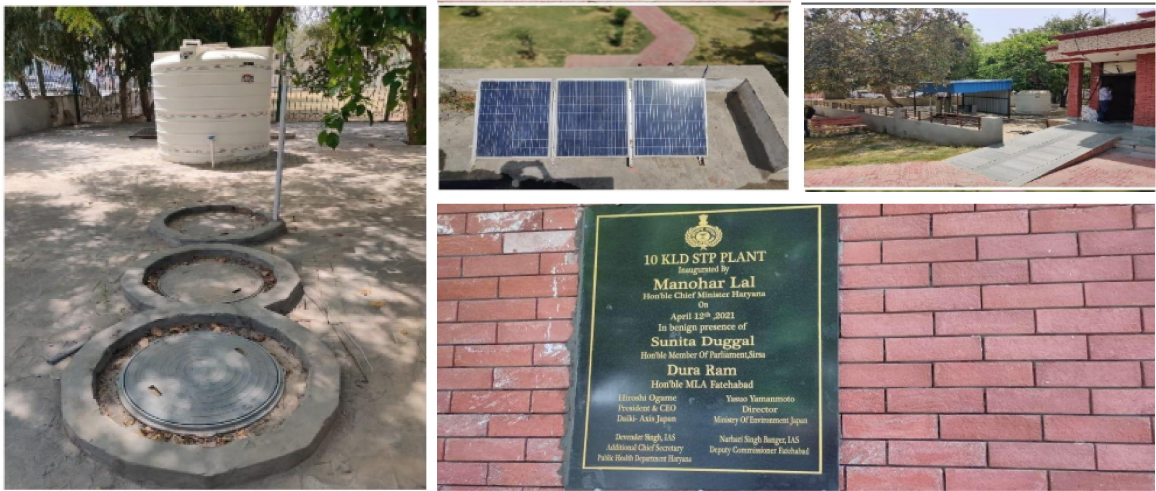 10 KLD STP PLANT
Inaugurated By
Manohar Lal
Hon'ble Chief Minister Haryana
On
April 12th ,2021
In benign presence of
Sunita Duggal
Hon'ble Member Of Parliament,Sirsa
Dura Ram
Hon'ble MLA Fatehabad
Hiroshi Ogume
President & CEO
Daiki- Axis Japan
Yasuo Yamanmoto
Director
Ministry Of Environment Japan
Devender Singh, IAS
Additional Chief Secretary
Public Health Department Haryana
Narhari Singh Banger, IAS
Deputy Commissioner Fatehabad